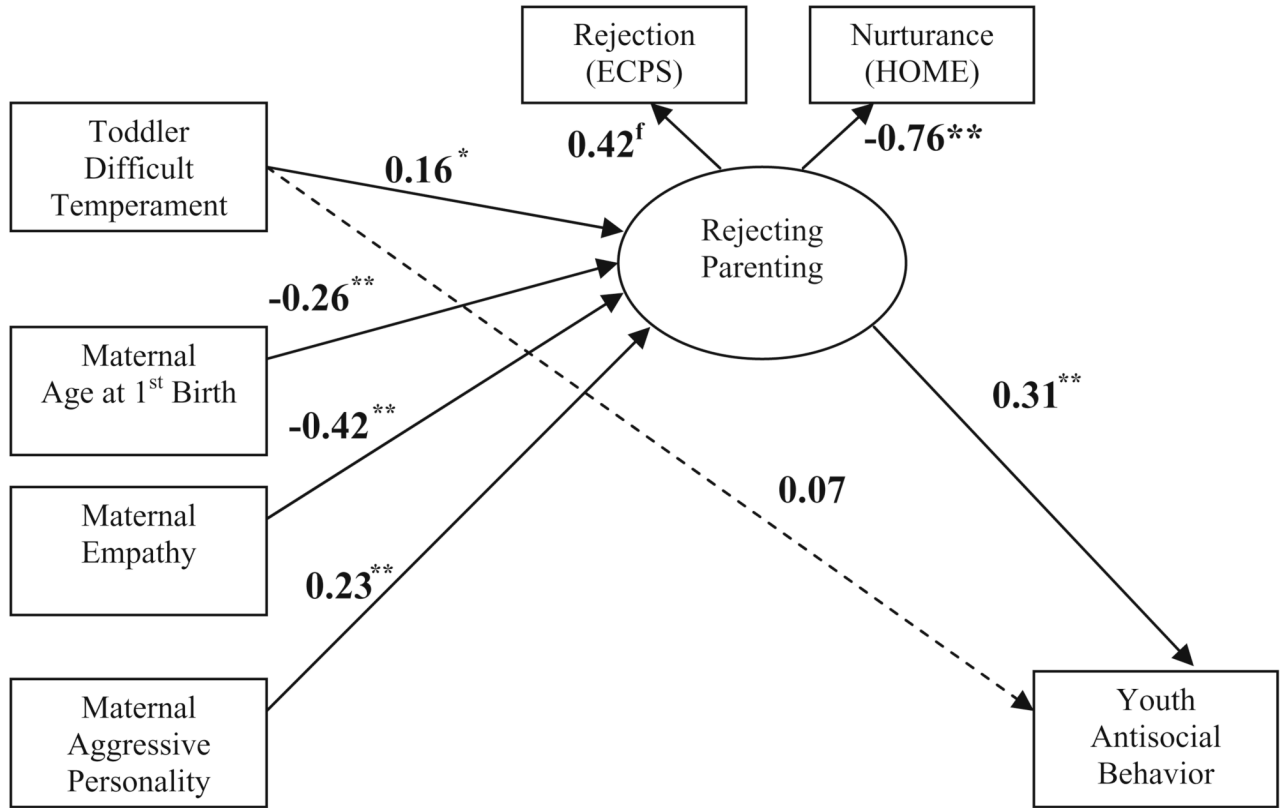 Rejection
(ECPS)
Nurturance
(HOME)
Toddler
Difficult
Temperament
0.42f
-0.76**
0.16*
Rejecting
Parenting
-0.26**
Maternal
Age at 1st Birth
-0.42**
0.31**
Maternal
Empathy
0.07
0.23**
Maternal
Aggressive
Personality
Youth
Antisocial
Behavior